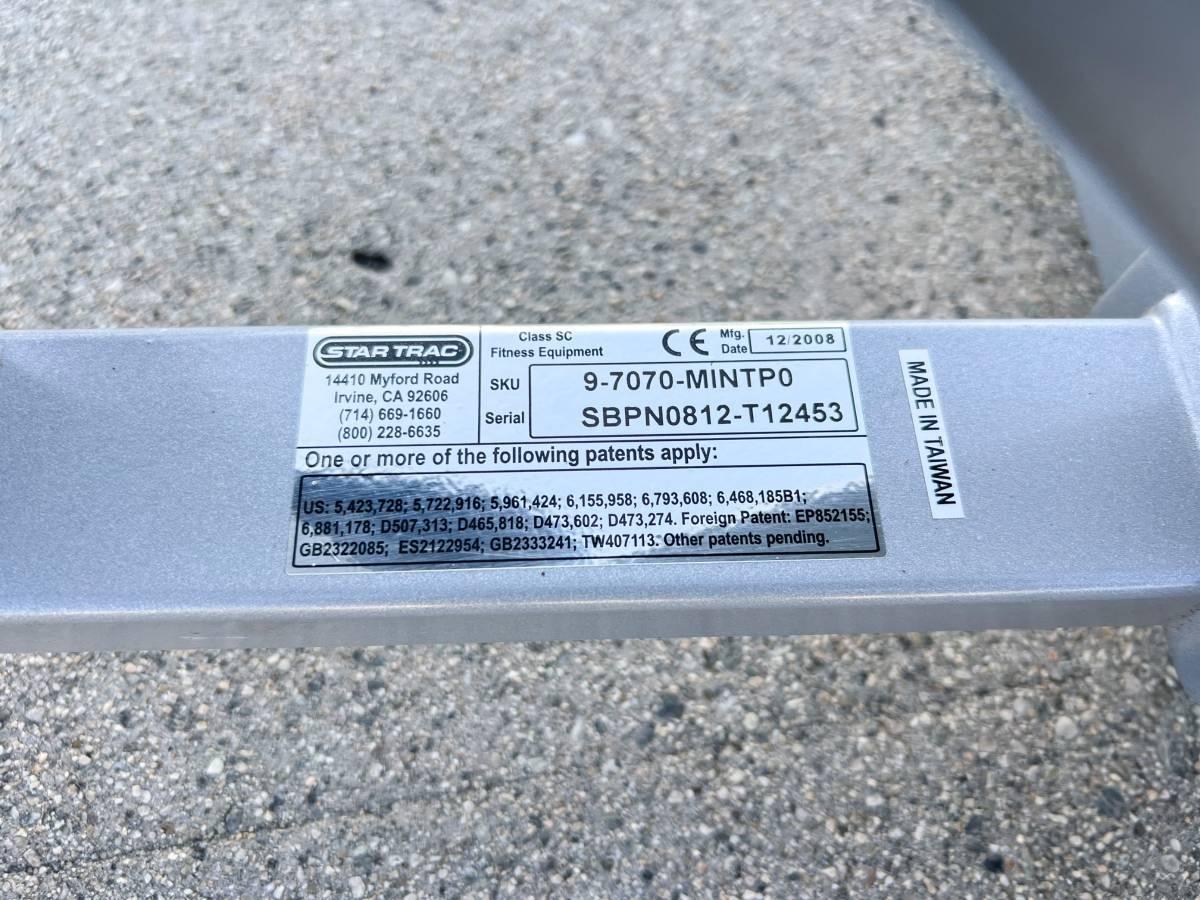 STAR TRAC
14410 Myford Road
Irvine, CA 92606
(714) 669-1660
(800) 228-6635
Class SC
Fitness Equipment
CE
Mfg.
Date
12/2008
SKU
9-7070-MINTP0
Serial
SBPN0812-T12453
One or more of the following patents apply:
US: 5,423,728; 5,722,916; 5,961,424; 6,155,958; 6,793,608; 6,468,185B1;
6,881,178; D507,313; D465,818; D473,602; D473,274. Foreign Patent: EP852155;
GB2322085; ES2122954; GB2333241; TW407113. Other patents pending.
MADE IN TAIWAN